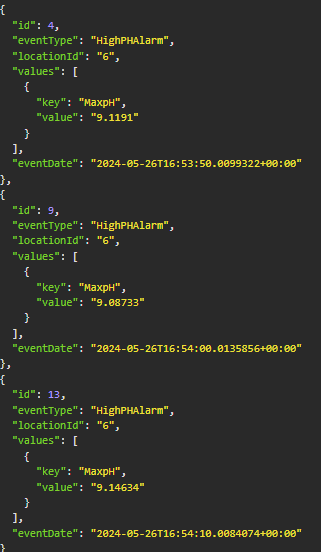 {
  "id": 4,
  "eventType": "HighPHAlarm",
  "locationId": "6",
  "values": [
    {
      "key": "MaxpH",
      "value": "9.1191"
    }
  ],
  "eventDate": "2024-05-26T16:53:50.0099322+00:00"
},
{
  "id": 9,
  "eventType": "HighPHAlarm",
  "locationId": "6",
  "values": [
    {
      "key": "MaxpH",
      "value": "9.08733"
    }
  ],
  "eventDate": "2024-05-26T16:54:00.0135856+00:00"
},
{
  "id": 13,
  "eventType": "HighPHAlarm",
  "locationId": "6",
  "values": [
    {
      "key": "MaxpH",
      "value": "9.14634"
    }
  ],
  "eventDate": "2024-05-26T16:54:10.0084074+00:00"
}